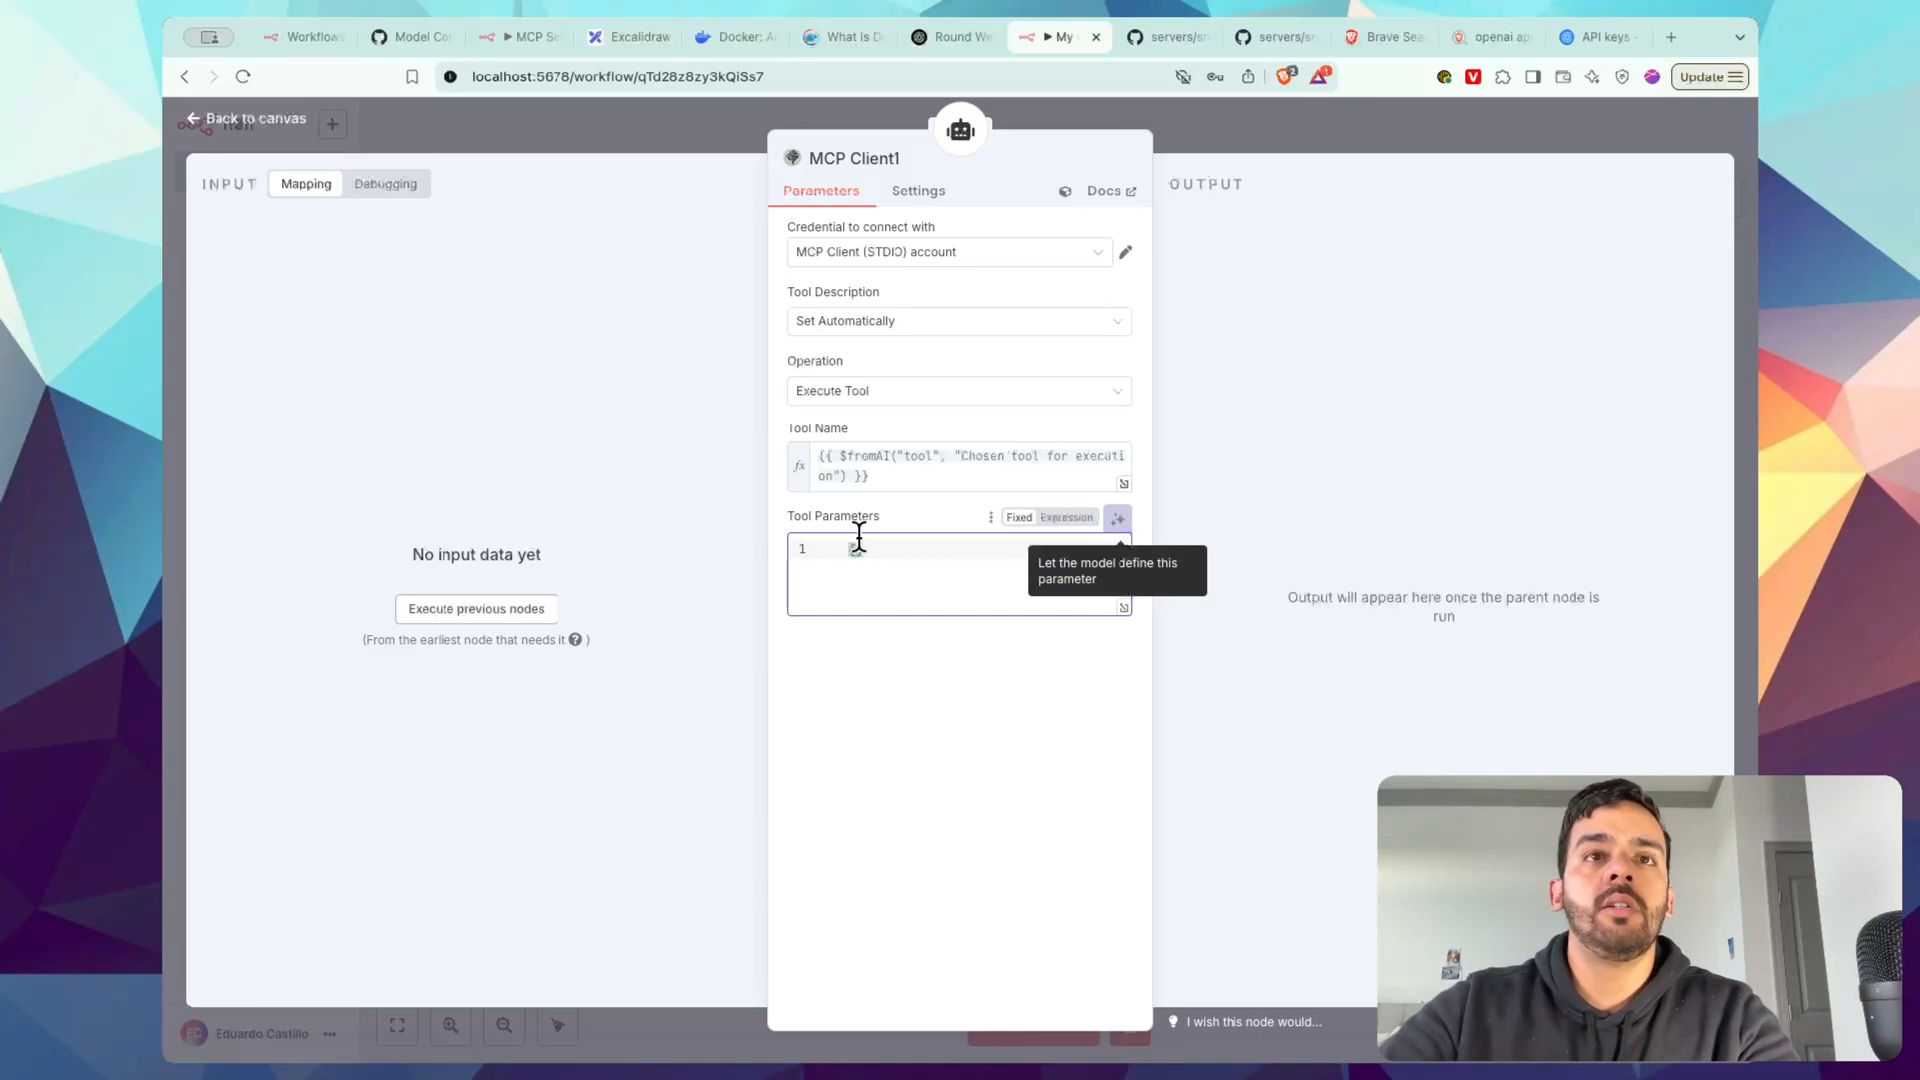 Workflows
Model Co
▶ MCP Se
Excalidraw
Docker: A
What is D
Round We
▶ My
servers/sr
servers/sr
Brave Sea
openai ap
API keys -
localhost:5678/workflow/qTd28z8zy3kQiSs7
Update
Back to canvas
MCP Client1
INPUT
Mapping
Debugging
Parameters
Settings
Docs
OUTPUT
Credential to connect with
MCP Client (STDIO) account
Tool Description
Set Automatically
Operation
Execute Tool
Tool Name
fx
{{ $fromAI("tool", "Chosen tool for executi
on") }}
Tool Parameters
Fixed
Expression
1
Let the model define this
parameter
No input data yet
Execute previous nodes
(From the earliest node that needs it ? )
Output will appear here once the parent node is
run
EC
Eduardo Castillo
I wish this node would...